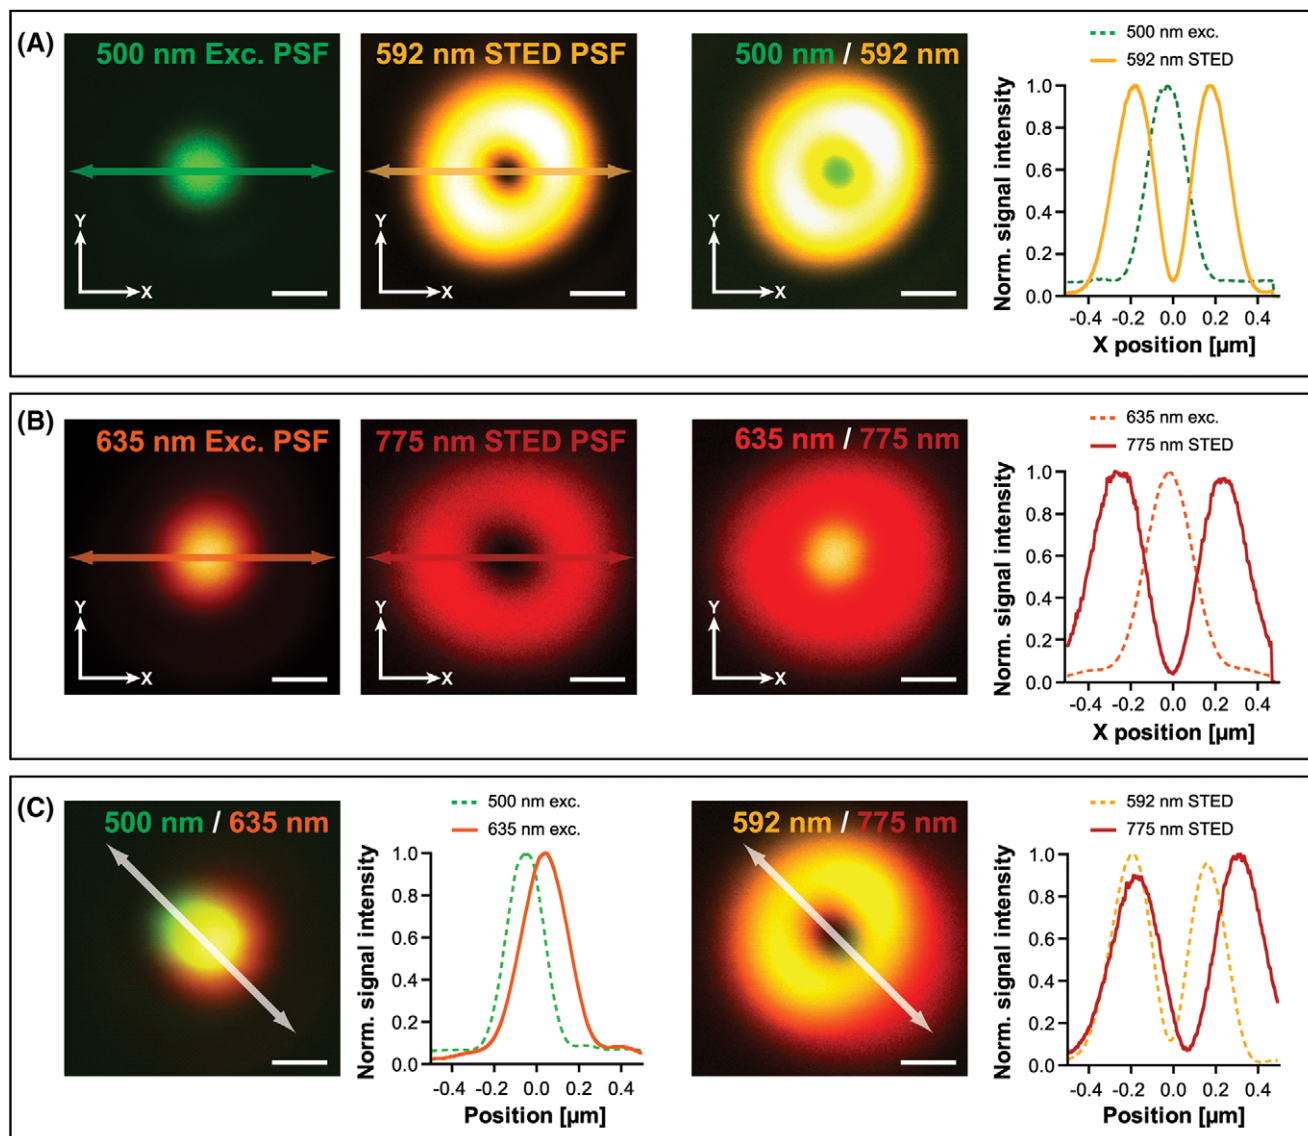 (A)
500 nm Exc. PSF
Y
X
592 nm STED PSF
Y
X
500 nm / 592 nm
Y
X
500 nm exc.
592 nm STED
Norm. signal intensity
1.0
0.8
0.6
0.4
0.2
0.0
-0.4 -0.2 0.0 0.2 0.4
X position [µm]
(B)
635 nm Exc. PSF
Y
X
775 nm STED PSF
Y
X
635 nm / 775 nm
Y
X
635 nm exc.
775 nm STED
Norm. signal intensity
1.0
0.8
0.6
0.4
0.2
0.0
-0.4 -0.2 0.0 0.2 0.4
X position [µm]
(C)
500 nm / 635 nm
500 nm exc.
635 nm exc.
Norm. signal intensity
1.0
0.8
0.6
0.4
0.2
0.0
-0.4 -0.2 0.0 0.2 0.4
Position [µm]
592 nm / 775 nm
592 nm STED
775 nm STED
Norm. signal intensity
1.0
0.8
0.6
0.4
0.2
0.0
-0.4 -0.2 0.0 0.2 0.4
Position [µm]